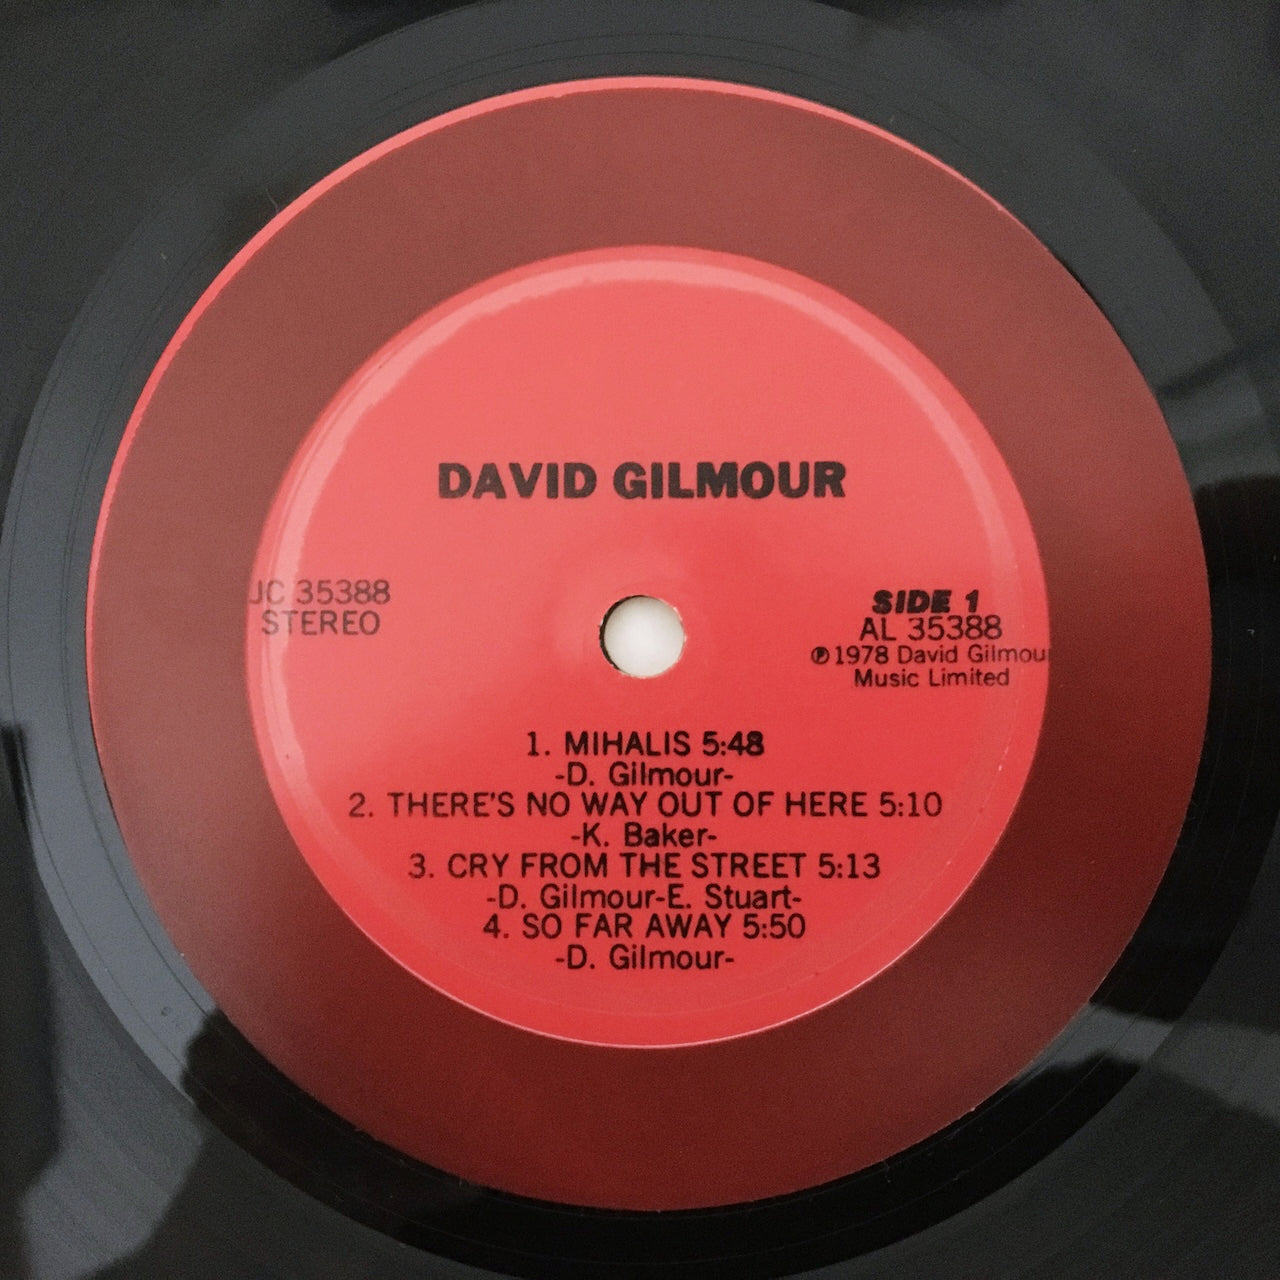 DAVID GILMOUR
JC 35388
STEREO
SIDE 1
AL 35388
℗1978 David Gilmour
Music Limited
1. MIHALIS 5:48
-D. Gilmour-
2. THERE'S NO WAY OUT OF HERE 5:10
-K. Baker-
3. CRY FROM THE STREET 5:13
-D. Gilmour-E. Stuart-
4. SO FAR AWAY 5:50
-D. Gilmour-